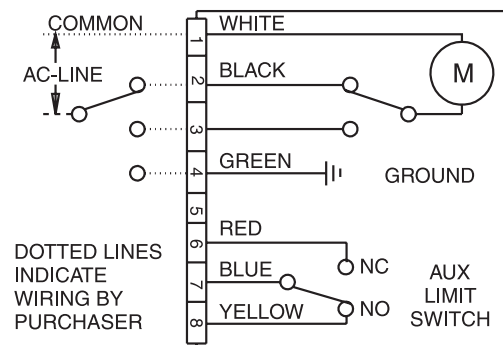 COMMON
WHITE
1
AC-LINE
M
BLACK
2
3
GREEN
4
GROUND
5
RED
6
DOTTED LINES
INDICATE
WIRING BY
PURCHASER
NC
BLUE
7
AUX
LIMIT
SWITCH
YELLOW
NO
8